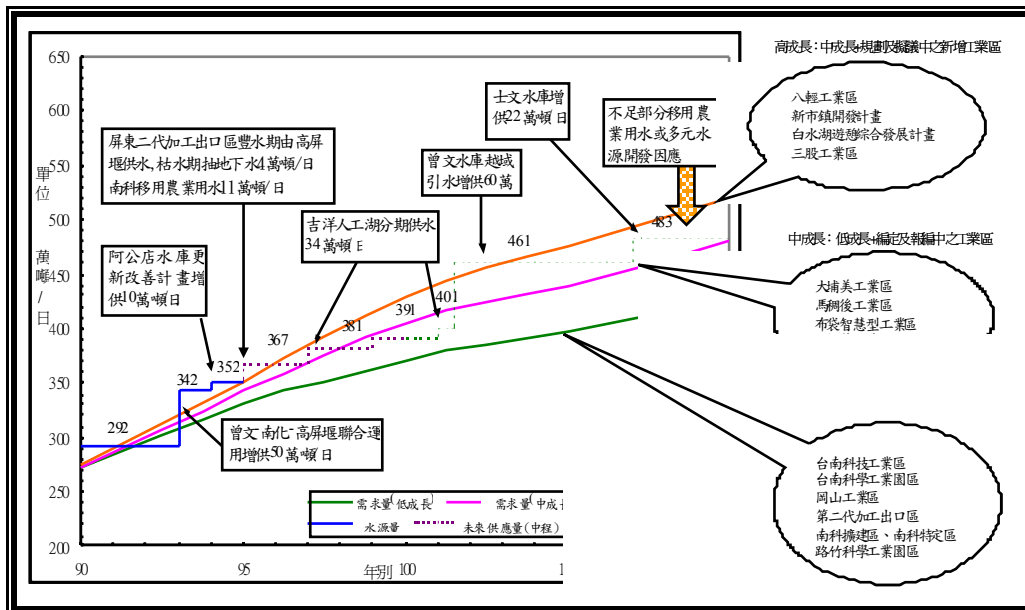 高成長:中成長+規劃及擬議中之新增工業區
八輕工業區
新市鎮開發計畫
白水湖遊憩綜合發展計畫
三股工業區
士文水庫增
供22萬噸/日
不足部分移用農
業用水或多元水
源開發因應
屏東二代加工出口區豐水期由高屏
堰供水,枯水期抽地下水4萬噸/日
南科移用農業用水11萬噸/日
曾文水庫越域
引水增供60萬
吉洋人工湖分期供水
34萬噸/日
阿公店水庫更
新改善計畫增
供10萬噸/日
曾文-南化-高屏堰聯合運
用增供50萬噸/日
單位
萬噸/日
650
600
550
500
450
400
350
300
250
200
292
342
352
367
381
391
401
461
483
中成長:低成長+編定及報編中之工業區
大埔美工業區
馬稠後工業區
布袋智慧型工業區
台南科技工業區
台南科學工業園區
岡山工業區
第二代加工出口區
南科擴建區、南科特定區
路竹科學工業園區
需求量(低成長)
需求量(中成長
水源量
未來供應量(中程)
90
95
年別
100
1